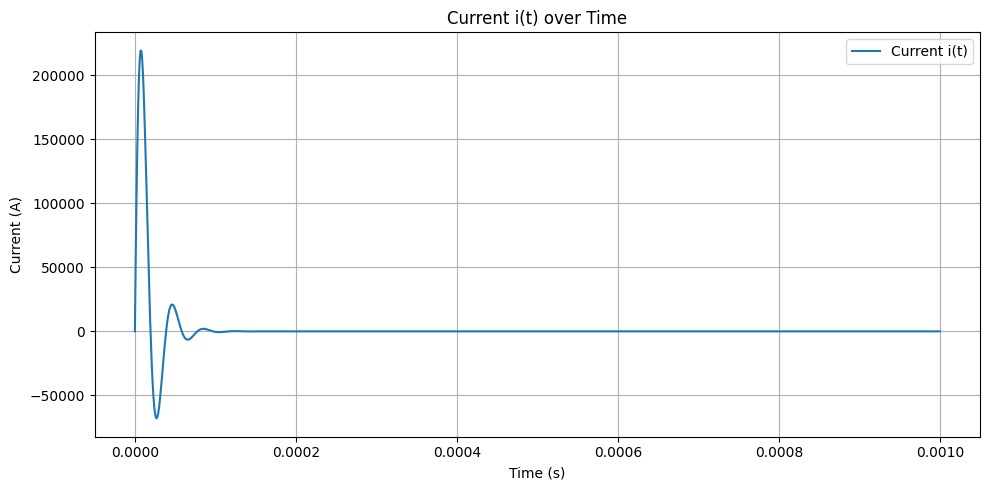 Current i(t) over Time
Current i(t)
200000
150000
100000
50000
0
−50000
Current (A)
0.0000 0.0002 0.0004 0.0006 0.0008 0.0010
Time (s)